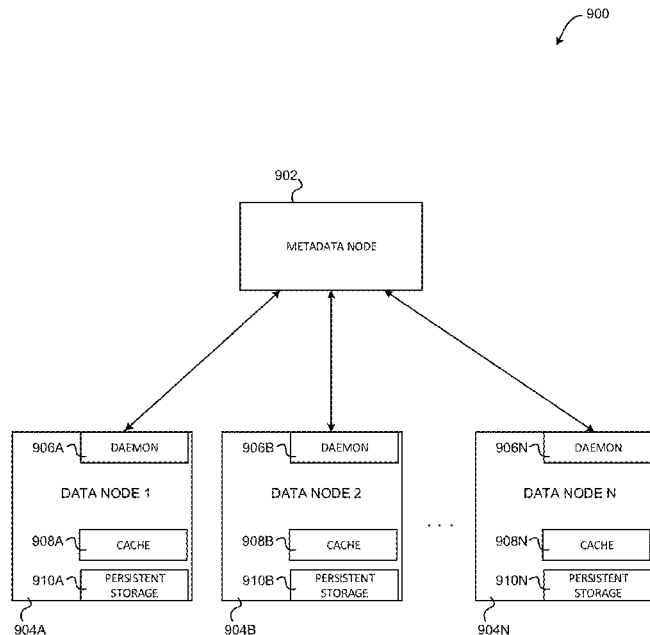 900
902
METADATA NODE
906A
DAEMON
906B
DAEMON
906N
DAEMON
DATA NODE 1
DATA NODE 2
DATA NODE N
. . .
908A
CACHE
908B
CACHE
908N
CACHE
910A
PERSISTENT
STORAGE
910B
PERSISTENT
STORAGE
910N
PERSISTENT
STORAGE
904A
904B
904N